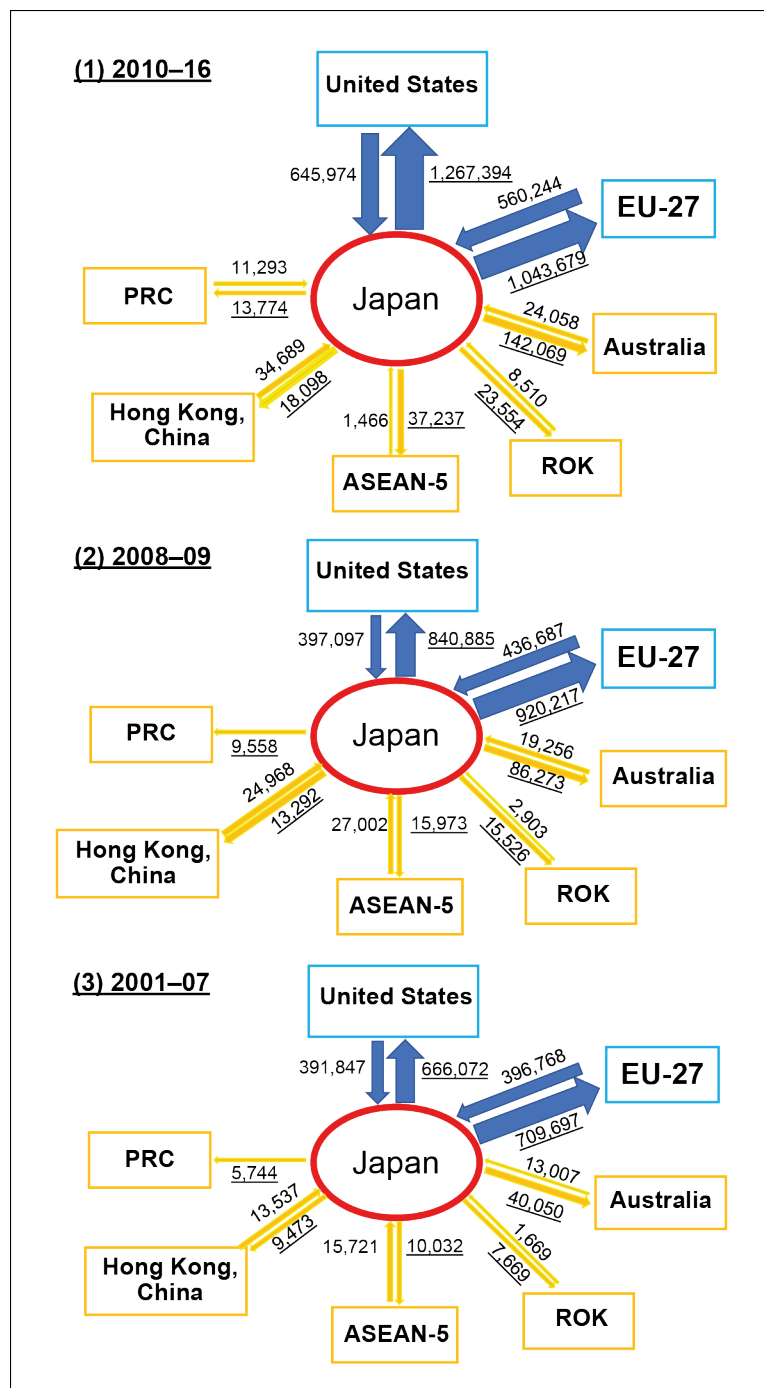 (1) 2010–16
United States
645,974
1,267,394
560,244
EU-27
1,043,679
PRC
11,293
13,774
Japan
24,058
142,069
Australia
34,689
18,098
Hong Kong,
China
1,466
37,237
ASEAN-5
8,510
23,554
ROK
(2) 2008–09
United States
397,097
840,885
436,687
EU-27
920,217
PRC
9,558
Japan
19,256
86,273
Australia
24,968
13,292
Hong Kong,
China
27,002
15,973
ASEAN-5
2,903
15,526
ROK
(3) 2001–07
United States
391,847
666,072
396,768
EU-27
709,697
PRC
5,744
Japan
13,007
40,050
Australia
13,537
9,473
Hong Kong,
China
15,721
10,032
ASEAN-5
1,669
7,669
ROK